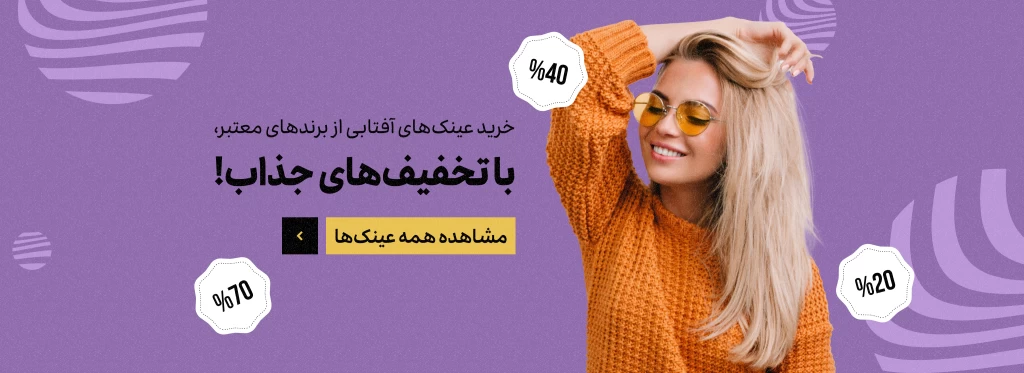 %40
خرید عینک‌های آفتابی از برندهای معتبر،
با تخفیف‌های جذاب!
مشاهده همه عینک‌ها
%70
%20